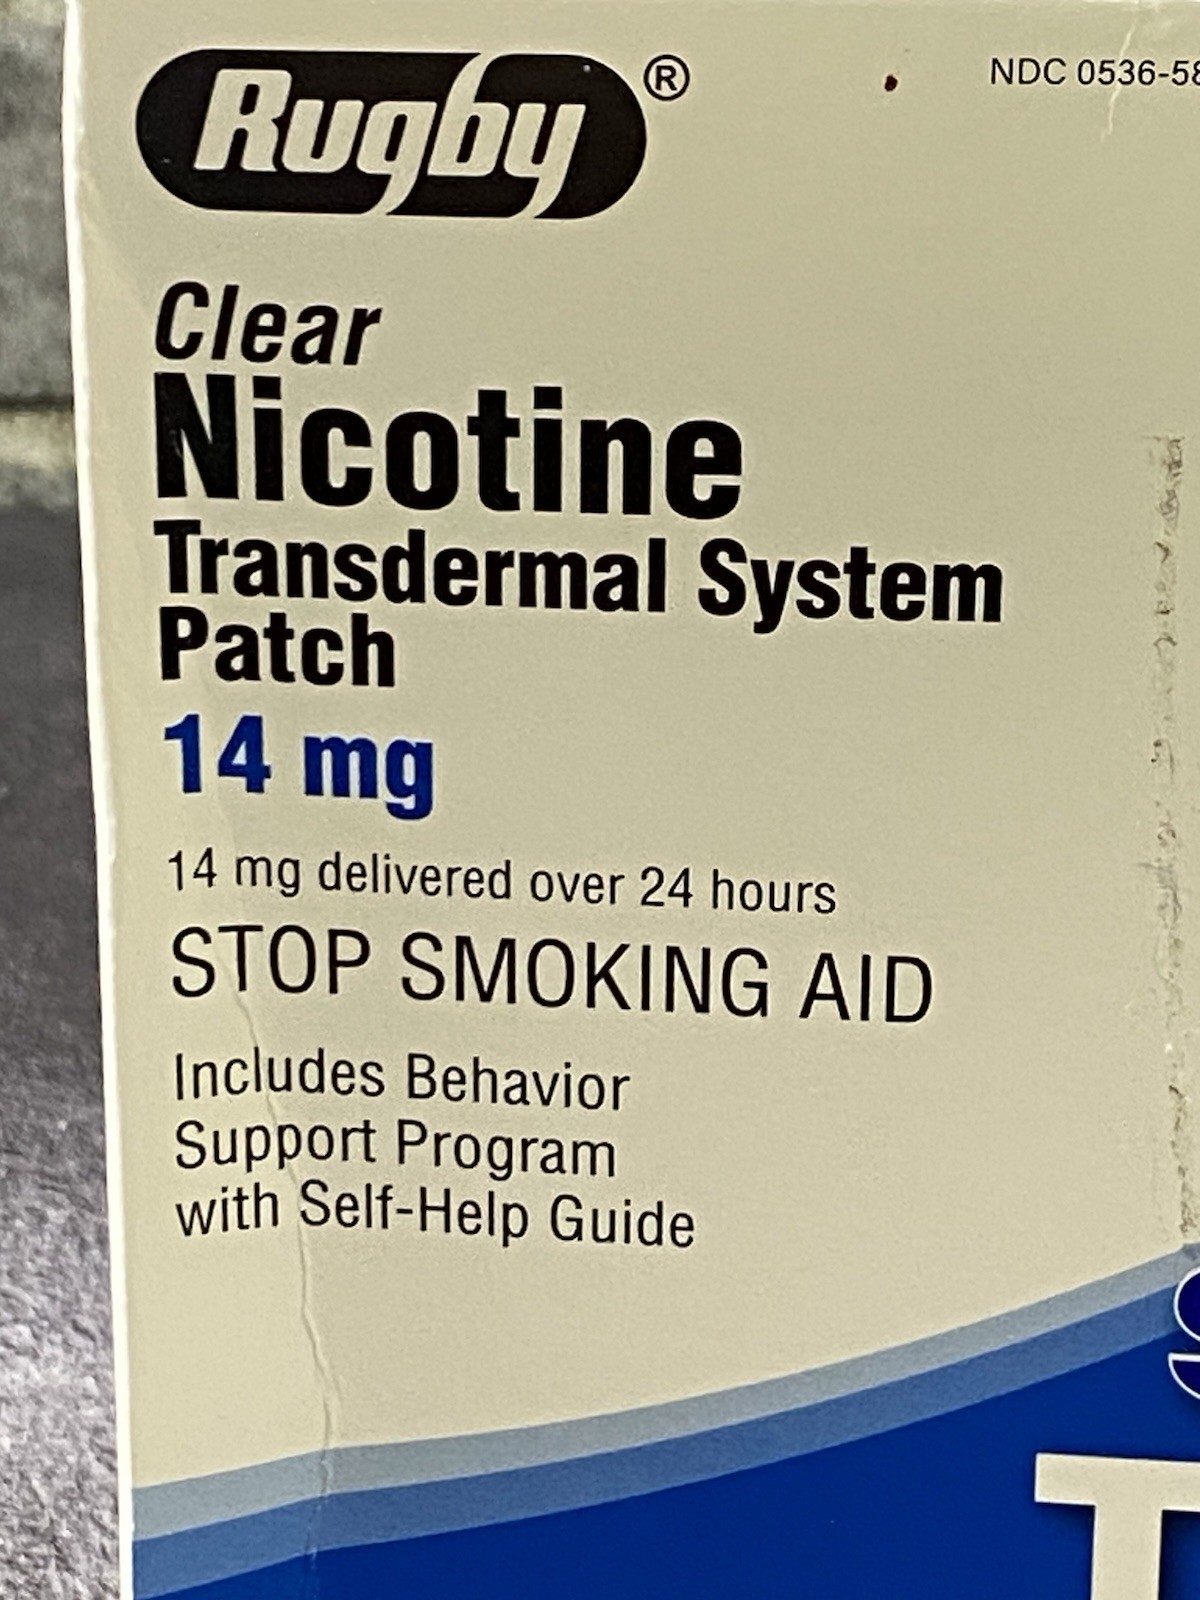 Rugby®
NDC 0536-58
Clear
Nicotine
Transdermal System
Patch
14 mg
14 mg delivered over 24 hours
STOP SMOKING AID
Includes Behavior
Support Program
with Self-Help Guide